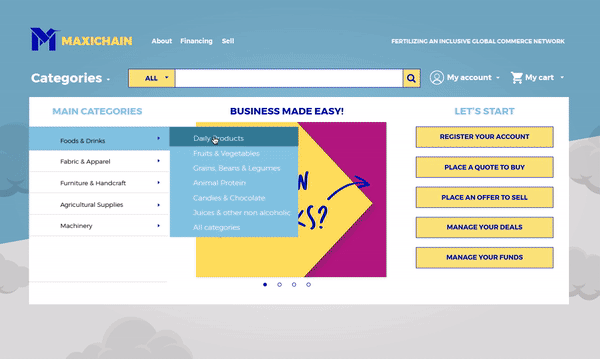 MAXICHAIN
About Financing Sell
FERTILIZING AN INCLUSIVE GLOBAL COMMERCE NETWORK
Categories
ALL
My account
My cart
MAIN CATEGORIES
Foods & Drinks
Fabric & Apparel
Furniture & Handcraft
Agricultural Supplies
Machinery
Daily Products
Fruits & Vegetables
Grains, Beans & Legumes
Animal Protein
Candies & Chocolate
Juices & other non alcoholic
All categories
BUSINESS MADE EASY!
LET'S START
REGISTER YOUR ACCOUNT
PLACE A QUOTE TO BUY
PLACE AN OFFER TO SELL
MANAGE YOUR DEALS
MANAGE YOUR FUNDS